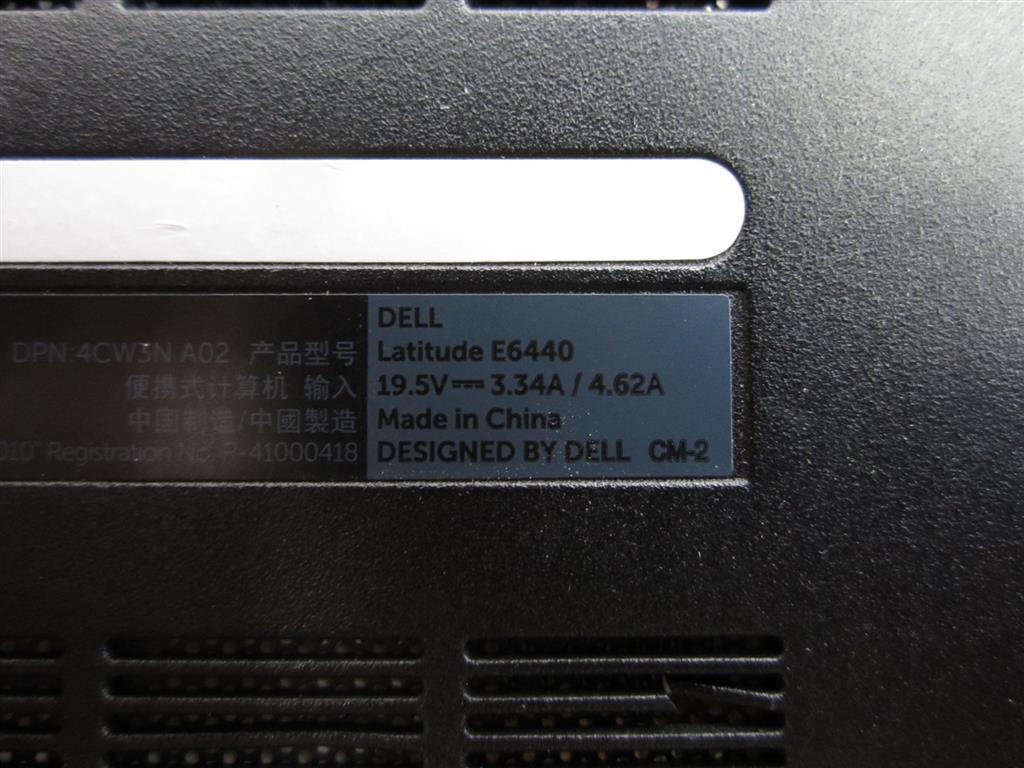 DELL
DPN 4CW3N A02 产品型号 Latitude E6440
便携式计算机 输入 19.5V⎓3.34A / 4.62A
中国制造/中國製造 Made in China
Registration No R-41000418 DESIGNED BY DELL CM-2